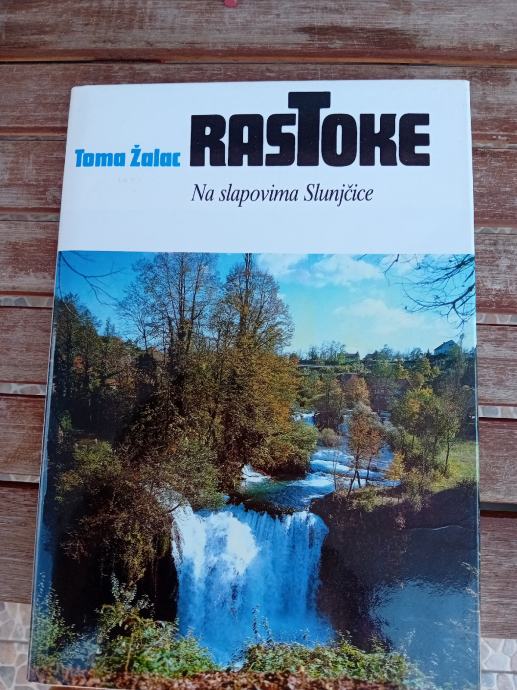 Toma Žalac RASTOKE
Na slapovima Slunjčice